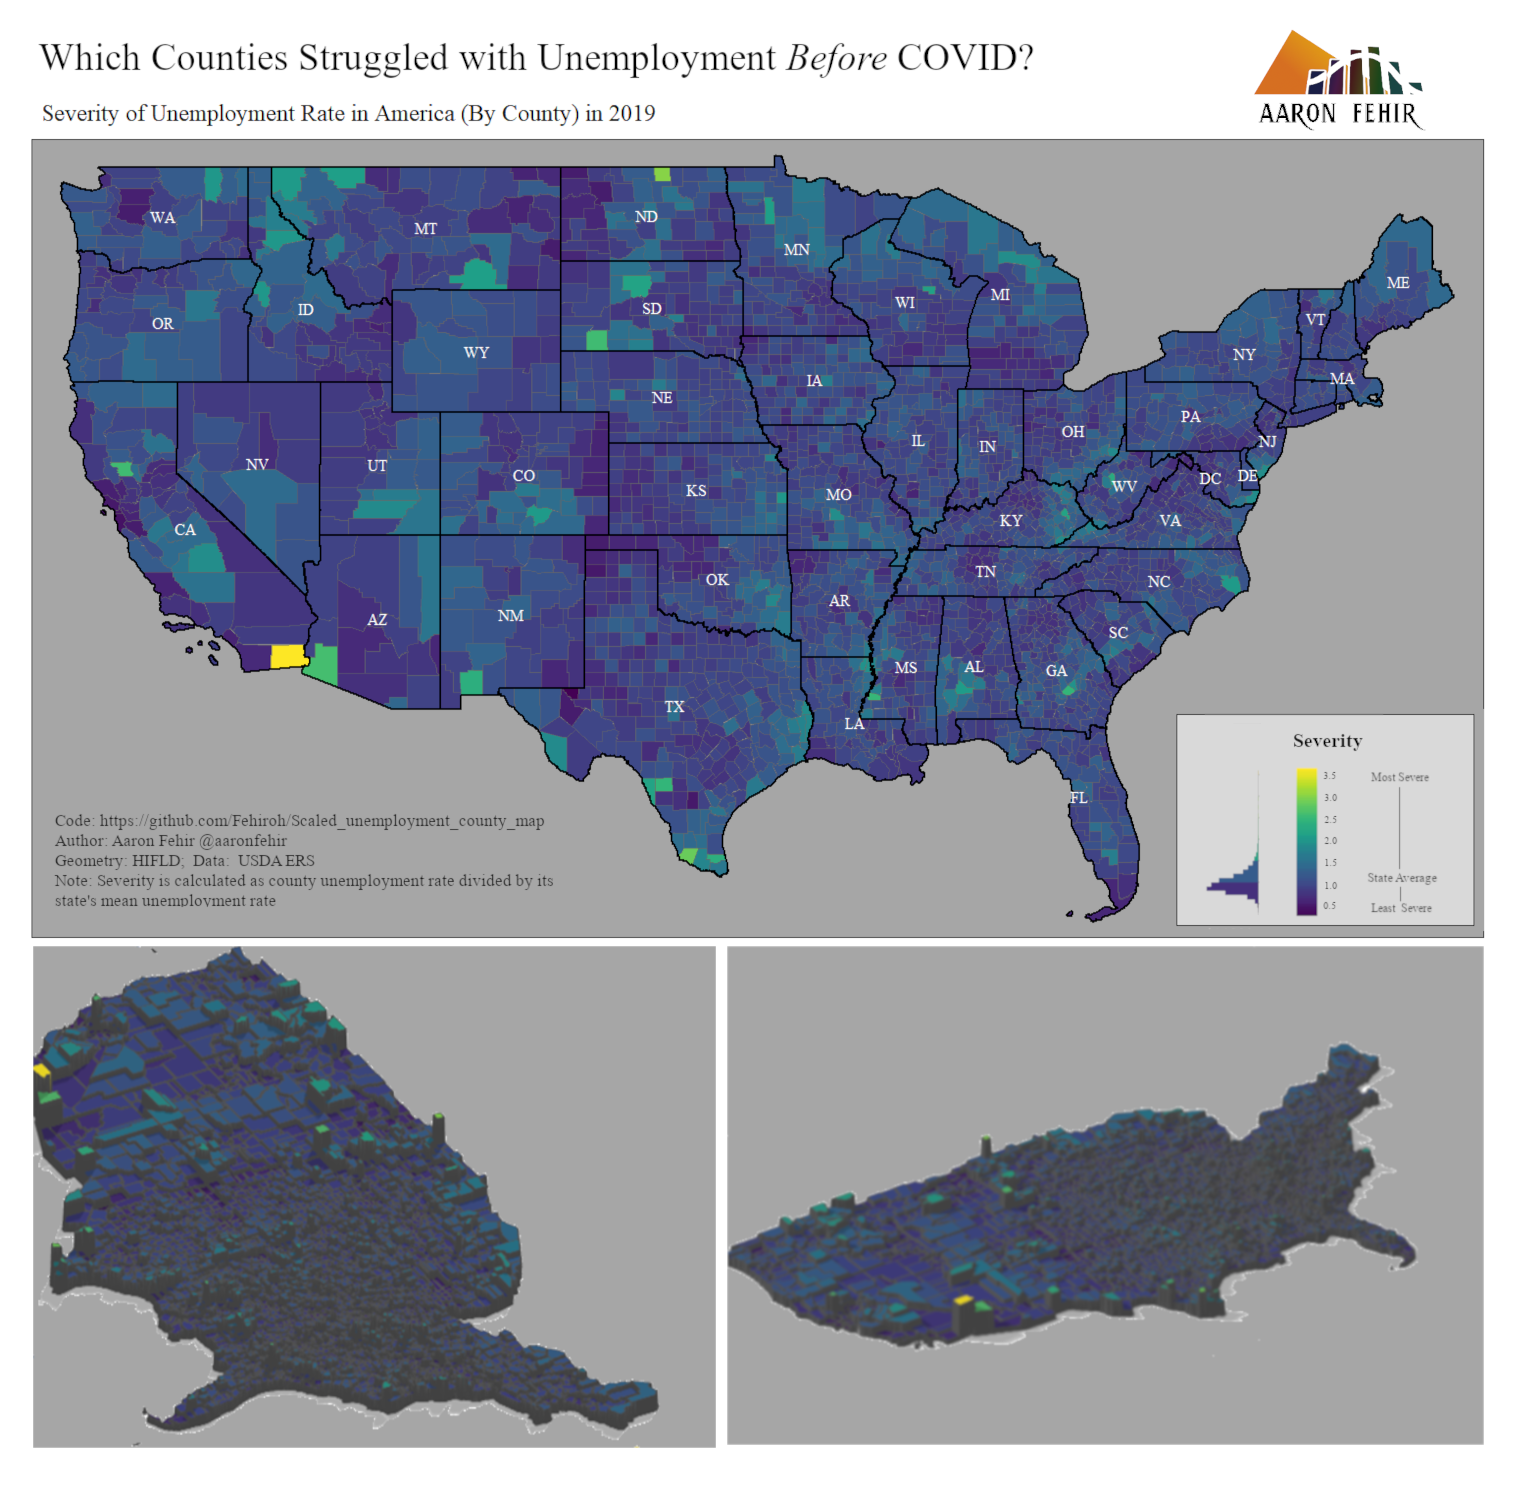 Which Counties Struggled with Unemployment Before COVID?
Severity of Unemployment Rate in America (By County) in 2019
AARON FEHIR
WA
MT
ND
MN
ME
OR
ID
SD
WI
MI
VT
WY
NY
IA
MA
NE
PA
NV
UT
CO
IL
IN
OH
NJ
KS
MO
WV
DC
DE
CA
KY
VA
OK
TN
NC
AZ
NM
AR
SC
MS
AL
GA
TX
LA
FL
Severity
3.5
3.0
2.5
2.0
1.5
1.0
0.5
Most Severe
State Average
Least Severe
Code: https://github.com/Fehiroh/Scaled_unemployment_county_map
Author: Aaron Fehir @aaronfehir
Geometry: HIFLD; Data: USDA ERS
Note: Severity is calculated as county unemployment rate divided by its
state's mean unemployment rate